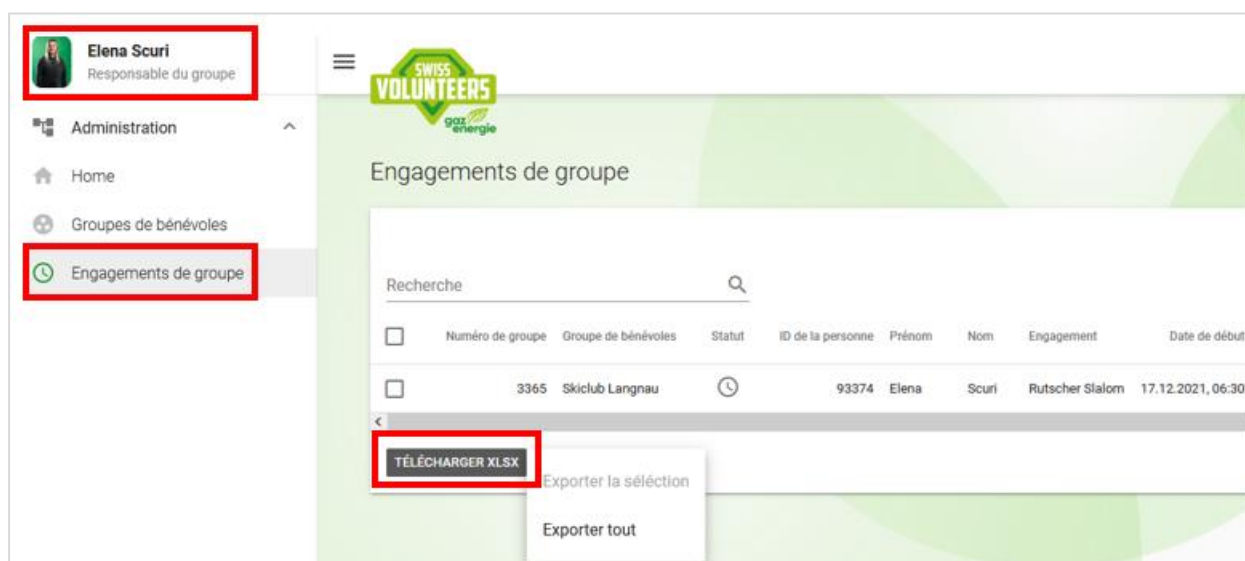 Elena Scuri
Responsable du groupe
SWISS
VOLUNTEERS
gaz
energie
Administration
Home
Groupes de bénévoles
Engagements de groupe
Engagements de groupe
Recherche
Numéro de groupe Groupe de bénévoles Statut ID de la personne Prénom Nom Engagement Date de début
3365 Skiclub Langnau 93374 Elena Scuri Rutscher Slalom 17.12.2021, 06:30
TÉLÉCHARGER XLSX
Exporter la séléction
Exporter tout